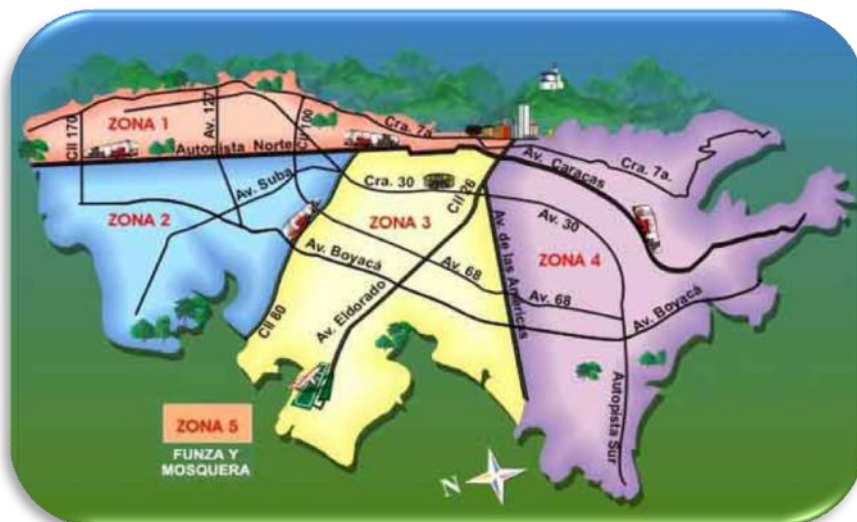 ZONA 1
Cll 170
Av. 127
Cll 100
Autopista Norte
Cra. 7a
Av. Suba
ZONA 2
Cra. 30
Cll 26
ZONA 3
Av. Caracas
Cra. 7a.
Av. 30
Av. de las Américas
ZONA 4
Av. Boyacá
Av. 68
Av. 68
Av. Boyacá
Av. Eldorado
Cll 80
Autopista Sur
ZONA 5
FUNZA Y
MOSQUERA
N